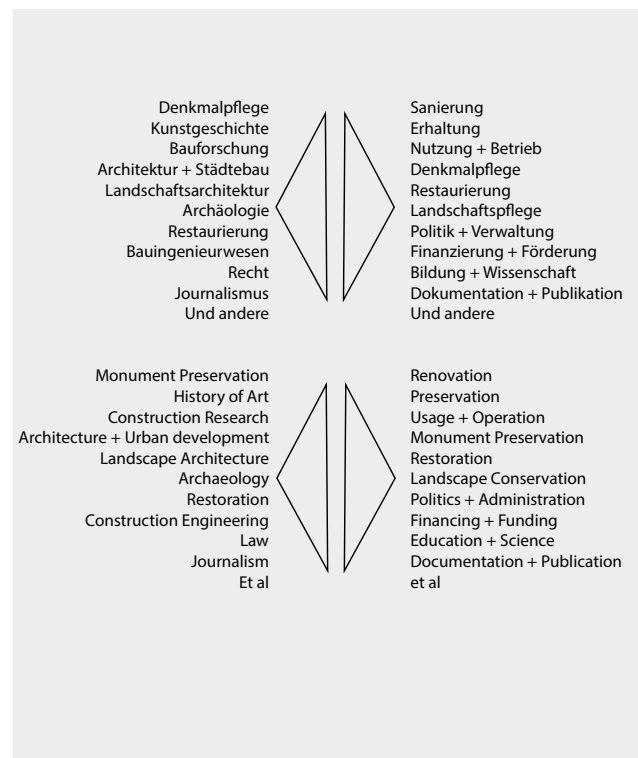 Denkmalpflege
Kunstgeschichte
Bauforschung
Architektur + Städtebau
Landschaftsarchitektur
Archäologie
Restaurierung
Bauingenieurwesen
Recht
Journalismus
Und andere
Sanierung
Erhaltung
Nutzung + Betrieb
Denkmalpflege
Restaurierung
Landschaftspflege
Politik + Verwaltung
Finanzierung + Förderung
Bildung + Wissenschaft
Dokumentation + Publikation
Und andere
Monument Preservation
History of Art
Construction Research
Architecture + Urban development
Landscape Architecture
Archaeology
Restoration
Construction Engineering
Law
Journalism
Et al
Renovation
Preservation
Usage + Operation
Monument Preservation
Restoration
Landscape Conservation
Politics + Administration
Financing + Funding
Education + Science
Documentation + Publication
et al